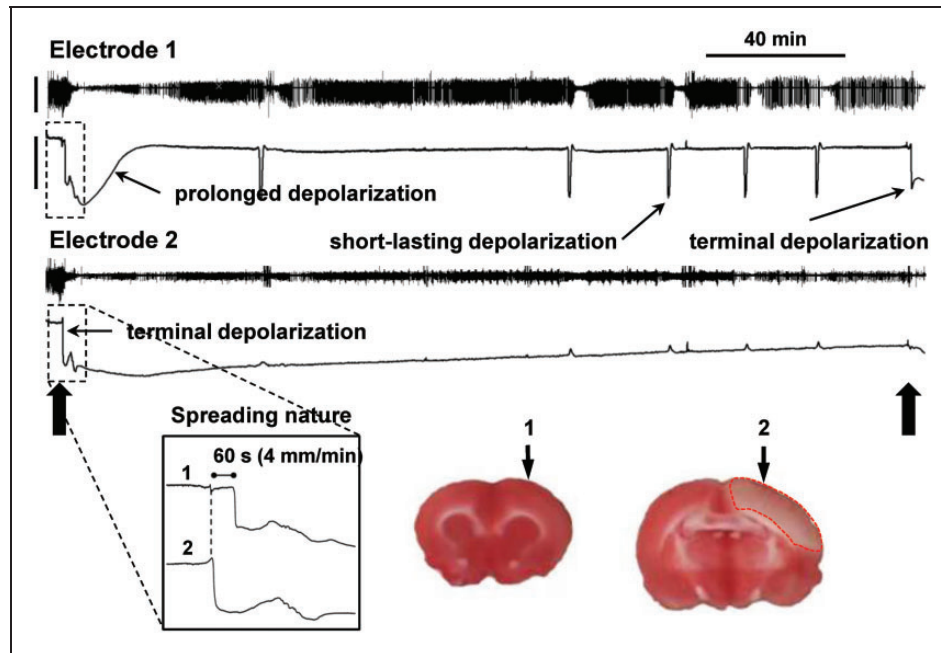 Electrode 1
40 min
prolonged depolarization
short-lasting depolarization
terminal depolarization
Electrode 2
terminal depolarization
Spreading nature
60 s (4 mm/min)
1
2
1
2